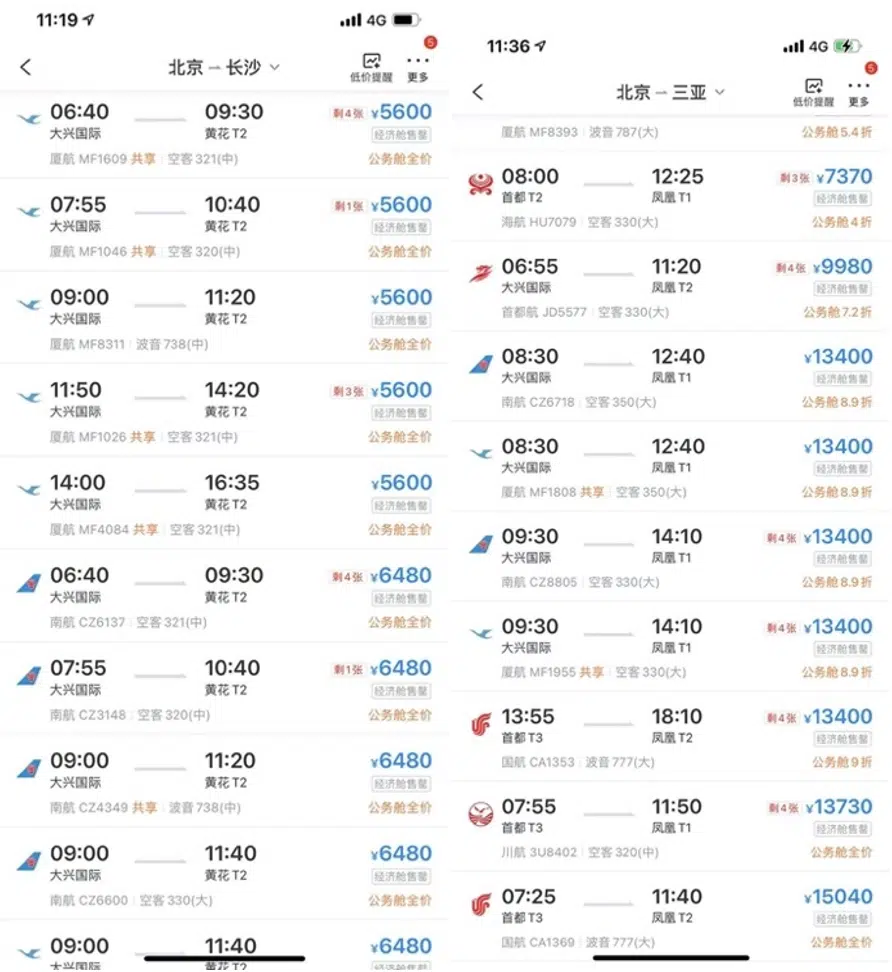 11:19 4G
5
北京 — 长沙
低价提醒 更多
06:40 09:30 剩4张 ¥5600
大兴国际 黄花 T2 经济舱售罄
厦航 MF1609 共享 空客 321(中) 公务舱全价
07:55 10:40 剩1张 ¥5600
大兴国际 黄花 T2 经济舱售罄
厦航 MF1046 共享 空客 320(中) 公务舱全价
09:00 11:20 ¥5600
大兴国际 黄花 T2 经济舱售罄
厦航 MF8311 波音 738(中) 公务舱全价
11:50 14:20 剩3张 ¥5600
大兴国际 黄花 T2 经济舱售罄
厦航 MF1026 共享 空客 321(中) 公务舱全价
14:00 16:35 ¥5600
大兴国际 黄花 T2 经济舱售罄
厦航 MF4084 共享 空客 321(中) 公务舱全价
06:40 09:30 剩4张 ¥6480
大兴国际 黄花 T2 经济舱售罄
南航 CZ6137 空客 321(中) 公务舱全价
07:55 10:40 剩1张 ¥6480
大兴国际 黄花 T2 经济舱售罄
南航 CZ3148 空客 320(中) 公务舱全价
09:00 11:20 ¥6480
大兴国际 黄花 T2 经济舱售罄
南航 CZ4349 共享 波音 738(中) 公务舱全价
09:00 11:40 ¥6480
大兴国际 黄花 T2 经济舱售罄
南航 CZ6600 空客 330(大) 公务舱全价
09:00 11:40 ¥6480
大兴国际 黄花 T2 经济舱售罄
11:36 4G
5
北京 — 三亚
低价提醒 更多
厦航 MF8393 波音 787(大) 公务舱 5.4 折
08:00 12:25 剩3张 ¥7370
首都 T2 凤凰 T1 经济舱售罄
海航 HU7079 空客 330(大) 公务舱 4 折
06:55 11:20 剩4张 ¥9980
大兴国际 凤凰 T2 经济舱售罄
首都航 JD5577 空客 330(大) 公务舱 7.2 折
08:30 12:40 ¥13400
大兴国际 凤凰 T1 经济舱售罄
南航 CZ6718 空客 350(大) 公务舱 8.9 折
08:30 12:40 ¥13400
大兴国际 凤凰 T1 经济舱售罄
厦航 MF1808 共享 空客 350(大) 公务舱 8.9 折
09:30 14:10 剩4张 ¥13400
大兴国际 凤凰 T1 经济舱售罄
南航 CZ8805 空客 330(大) 公务舱 8.9 折
09:30 14:10 剩4张 ¥13400
大兴国际 凤凰 T1 经济舱售罄
厦航 MF1955 共享 空客 330(大) 公务舱 8.9 折
13:55 18:10 剩4张 ¥13400
首都 T3 凤凰 T2 经济舱售罄
国航 CA1353 波音 777(大) 公务舱 9 折
07:55 11:50 剩4张 ¥13730
首都 T3 凤凰 T1 经济舱售罄
川航 3U8402 空客 320(中) 公务舱全价
07:25 11:40 ¥15040
首都 T3 凤凰 T2 经济舱售罄
国航 CA1369 波音 777(大) 公务舱全价